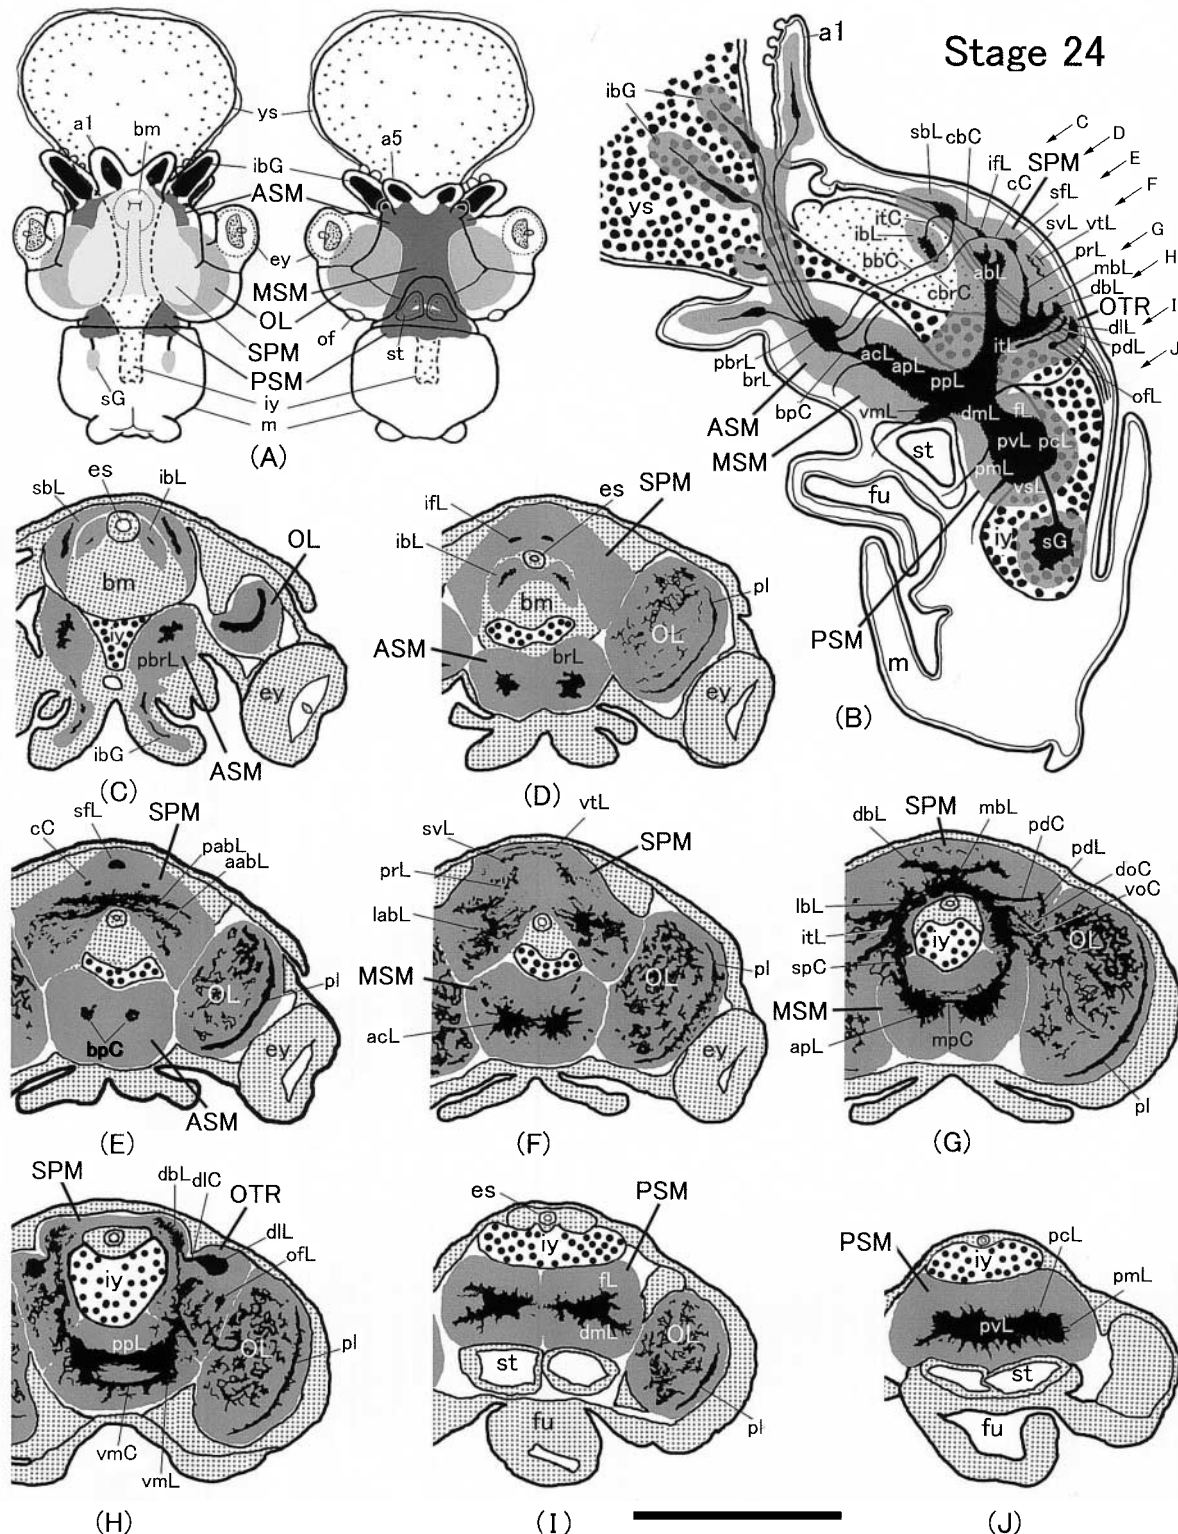 Stage 24
ys
a1
bm
a5
ibG
ASM
ey
MSM
OL
of
st
SPM
PSM
sG
iy
m
(A)
a1
ibG
sbL
cbC
ifL
cC
SPM
sfL
svL
vtL
prL
mbL
dbL
OTR
dlL
pdL
ofL
C
D
E
F
G
H
I
J
ys
itC
ibL
bbC
cbrC
abL
itL
pbrL
brL
bpC
acL
apL
ppL
vmL
dmL
fL
pvL
pcL
pmL
vsL
ASM
MSM
st
fu
iy
sG
PSM
m
(B)
es
sbL
ibL
OL
bm
iy
pbrL
ey
ibG
ASM
(C)
es
SPM
ifL
ibL
bm
pl
OL
ASM
brL
ey
(D)
SPM
sfL
cC
pabL
aabL
OL
pl
ey
bpC
ASM
(E)
vtL
svL
SPM
prL
labL
MSM
OL
pl
acL
ey
(F)
SPM
mbL
dbL
pdC
pdL
doC
voC
lbL
itL
iy
OL
spC
MSM
apL
mpC
pl
(G)
SPM
dbL
dlC
OTR
dlL
ofL
iy
ppL
OL
pl
vmC
vmL
(H)
es
PSM
iy
fL
dmL
OL
st
pl
fu
(I)
PSM
iy
pcL
pmL
pvL
st
fu
(J)